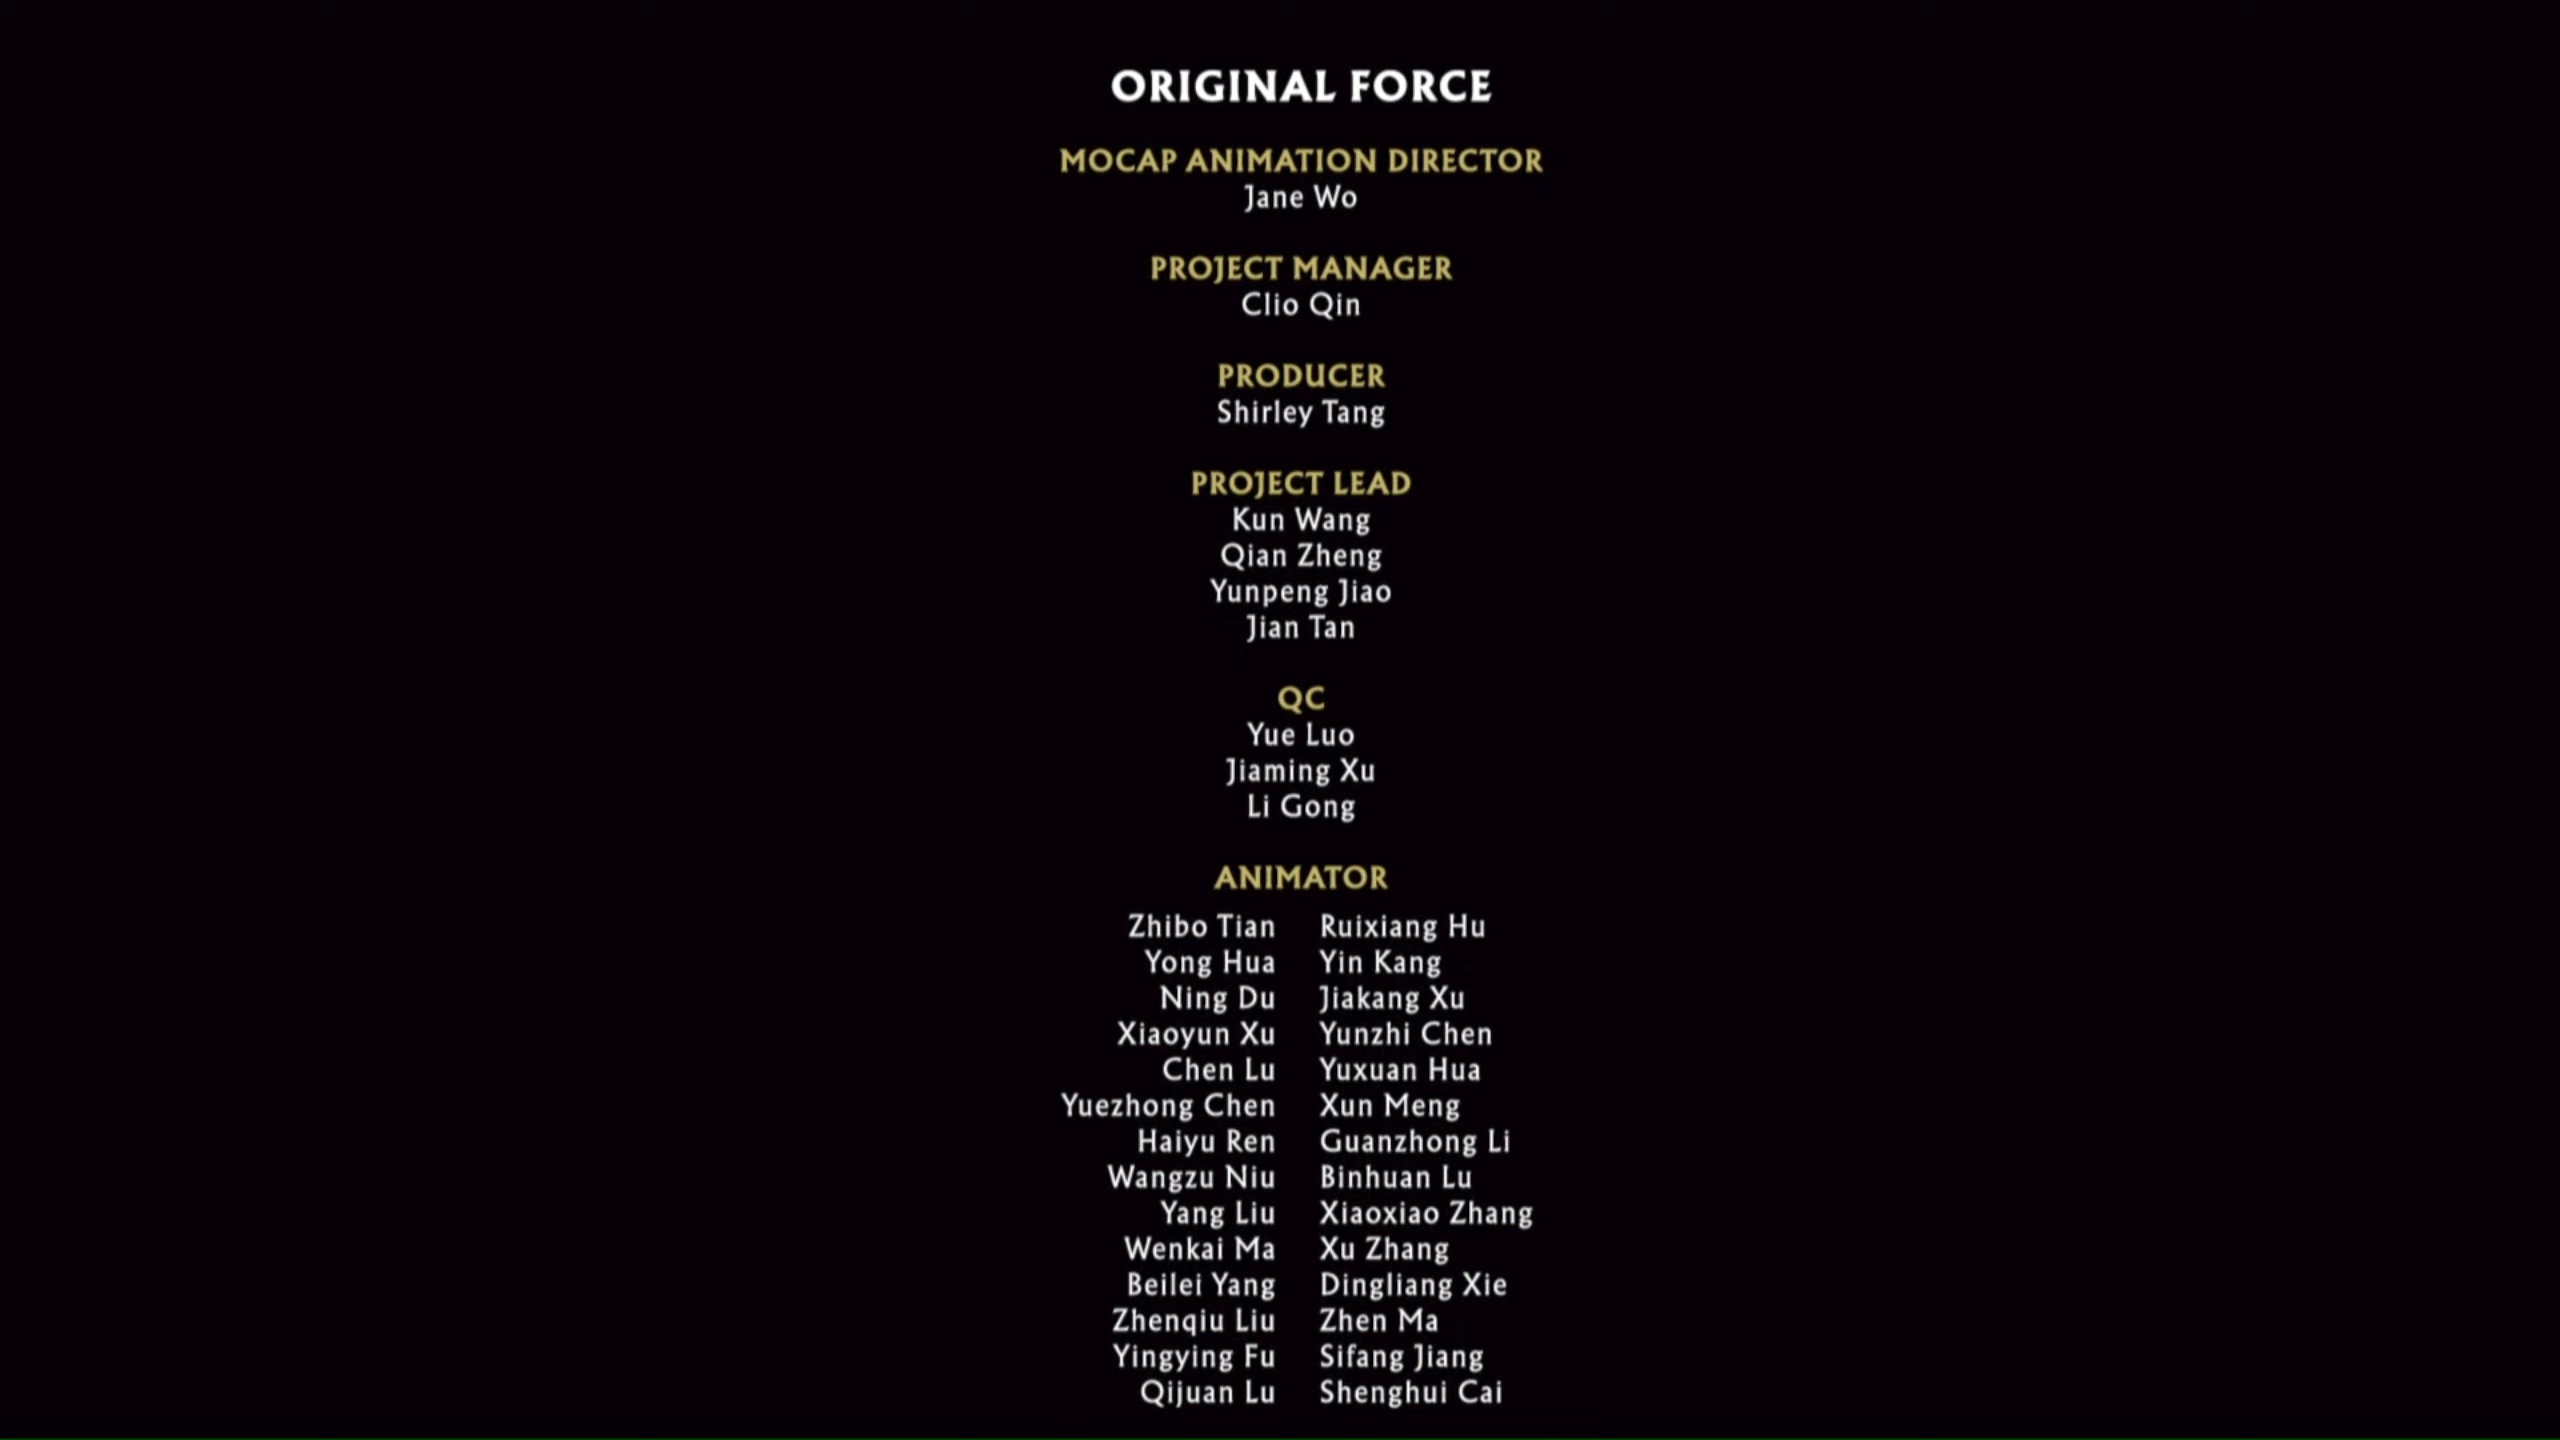 ORIGINAL FORCE
MOCAP ANIMATION DIRECTOR
Jane Wo
PROJECT MANAGER
Clio Qin
PRODUCER
Shirley Tang
PROJECT LEAD
Kun Wang
Qian Zheng
Yunpeng Jiao
Jian Tan
QC
Yue Luo
Jiaming Xu
Li Gong
ANIMATOR
Zhibo Tian Ruixiang Hu
Yong Hua Yin Kang
Ning Du Jiakang Xu
Xiaoyun Xu Yunzhi Chen
Chen Lu Yuxuan Hua
Yuezhong Chen Xun Meng
Haiyu Ren Guanzhong Li
Wangzu Niu Binhuan Lu
Yang Liu Xiaoxiao Zhang
Wenkai Ma Xu Zhang
Beilei Yang Dingliang Xie
Zhenqiu Liu Zhen Ma
Yingying Fu Sifang Jiang
Qijuan Lu Shenghui Cai